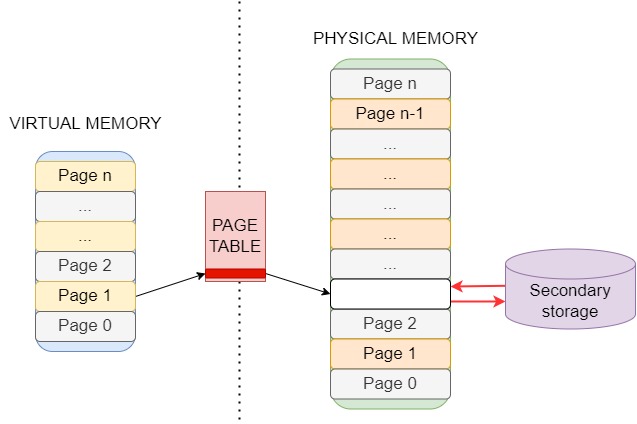 PHYSICAL MEMORY
Page n
Page n-1
...
...
...
...
...
Page 2
Page 1
Page 0
VIRTUAL MEMORY
Page n
...
...
Page 2
Page 1
Page 0
PAGE
TABLE
Secondary
storage